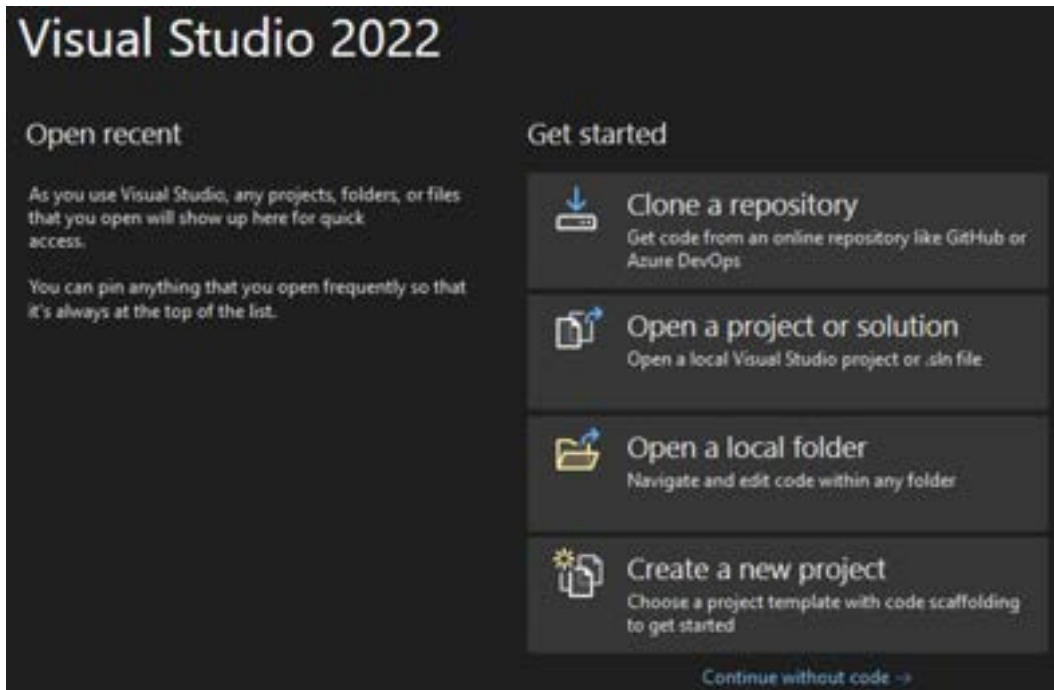 Visual Studio 2022
Open recent
As you use Visual Studio, any projects, folders, or files
that you open will show up here for quick
access.
You can pin anything that you open frequently so that
it's always at the top of the list.
Get started
Clone a repository
Get code from an online repository like GitHub or
Azure DevOps
Open a project or solution
Open a local Visual Studio project or .sln file
Open a local folder
Navigate and edit code within any folder
Create a new project
Choose a project template with code scaffolding
to get started
Continue without code →